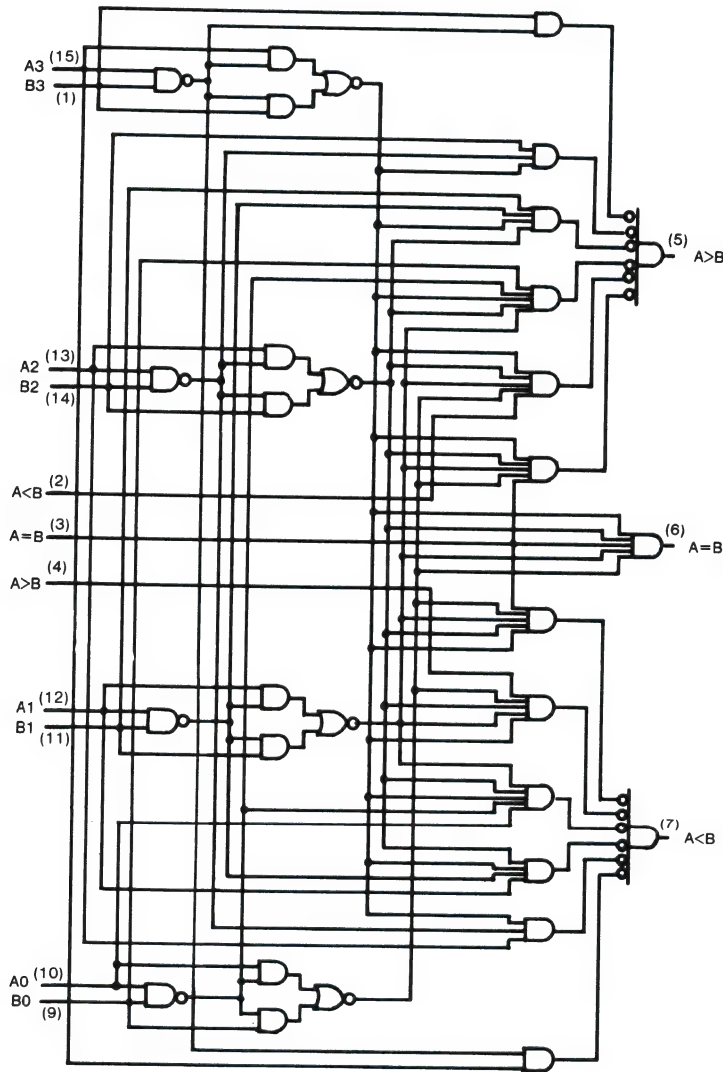 A3 (15)
B3
(1)
(5)
A>B
A2 (13)
B2
(14)
A<B (2)
A=B (3)
(6)
A=B
A>B (4)
A1 (12)
B1
(11)
(7)
A<B
A0 (10)
B0
(9)